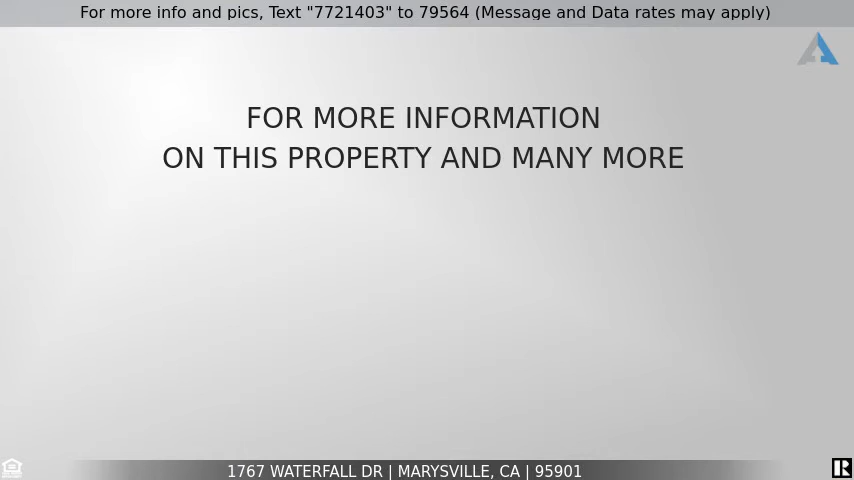 For more info and pics, Text "7721403" to 79564 (Message and Data rates may apply)
FOR MORE INFORMATION
ON THIS PROPERTY AND MANY MORE
1767 WATERFALL DR | MARYSVILLE, CA | 95901